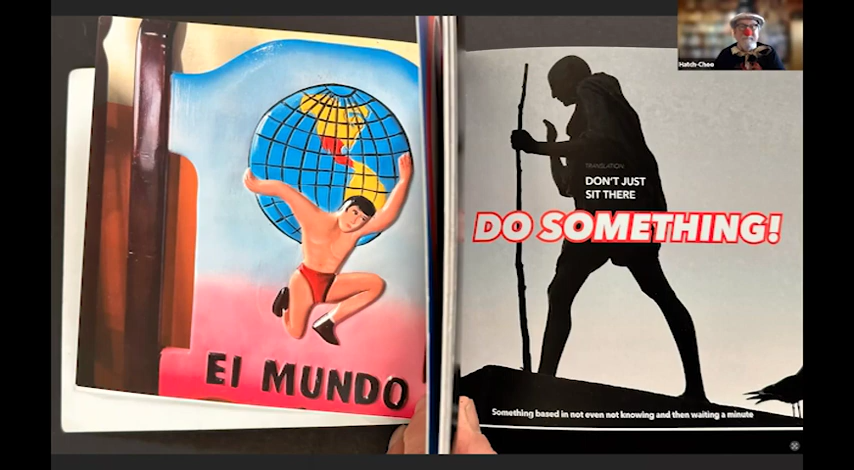 Hatch-Chee
EI MUNDO
TRANSLATION
DON'T JUST
SIT THERE
DO SOMETHING!
Something based in not even not knowing and then waiting a minute